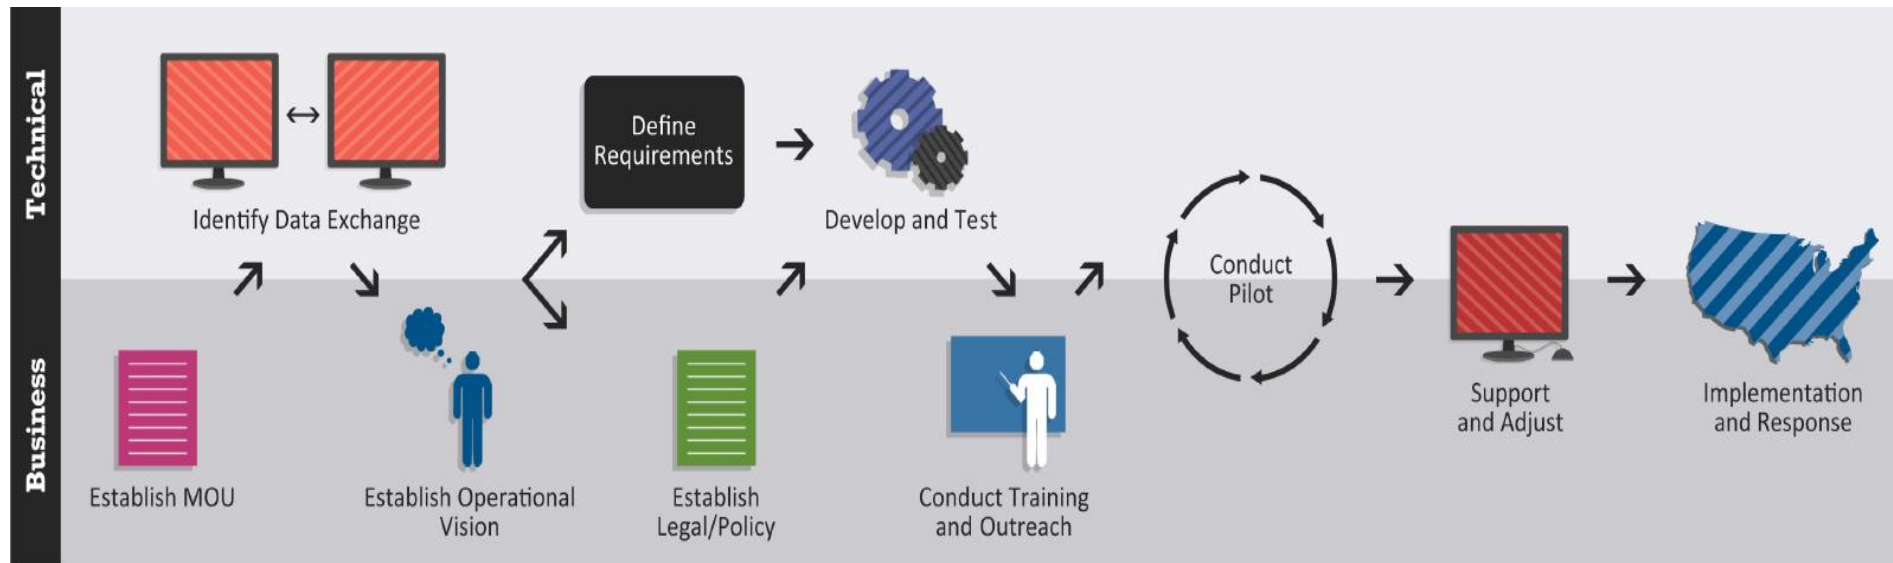 Technical
Identify Data Exchange
Define
Requirements
Develop and Test
Business
Establish MOU
Establish Operational
Vision
Establish
Legal/Policy
Conduct Training
and Outreach
Conduct
Pilot
Support
and Adjust
Implementation
and Response